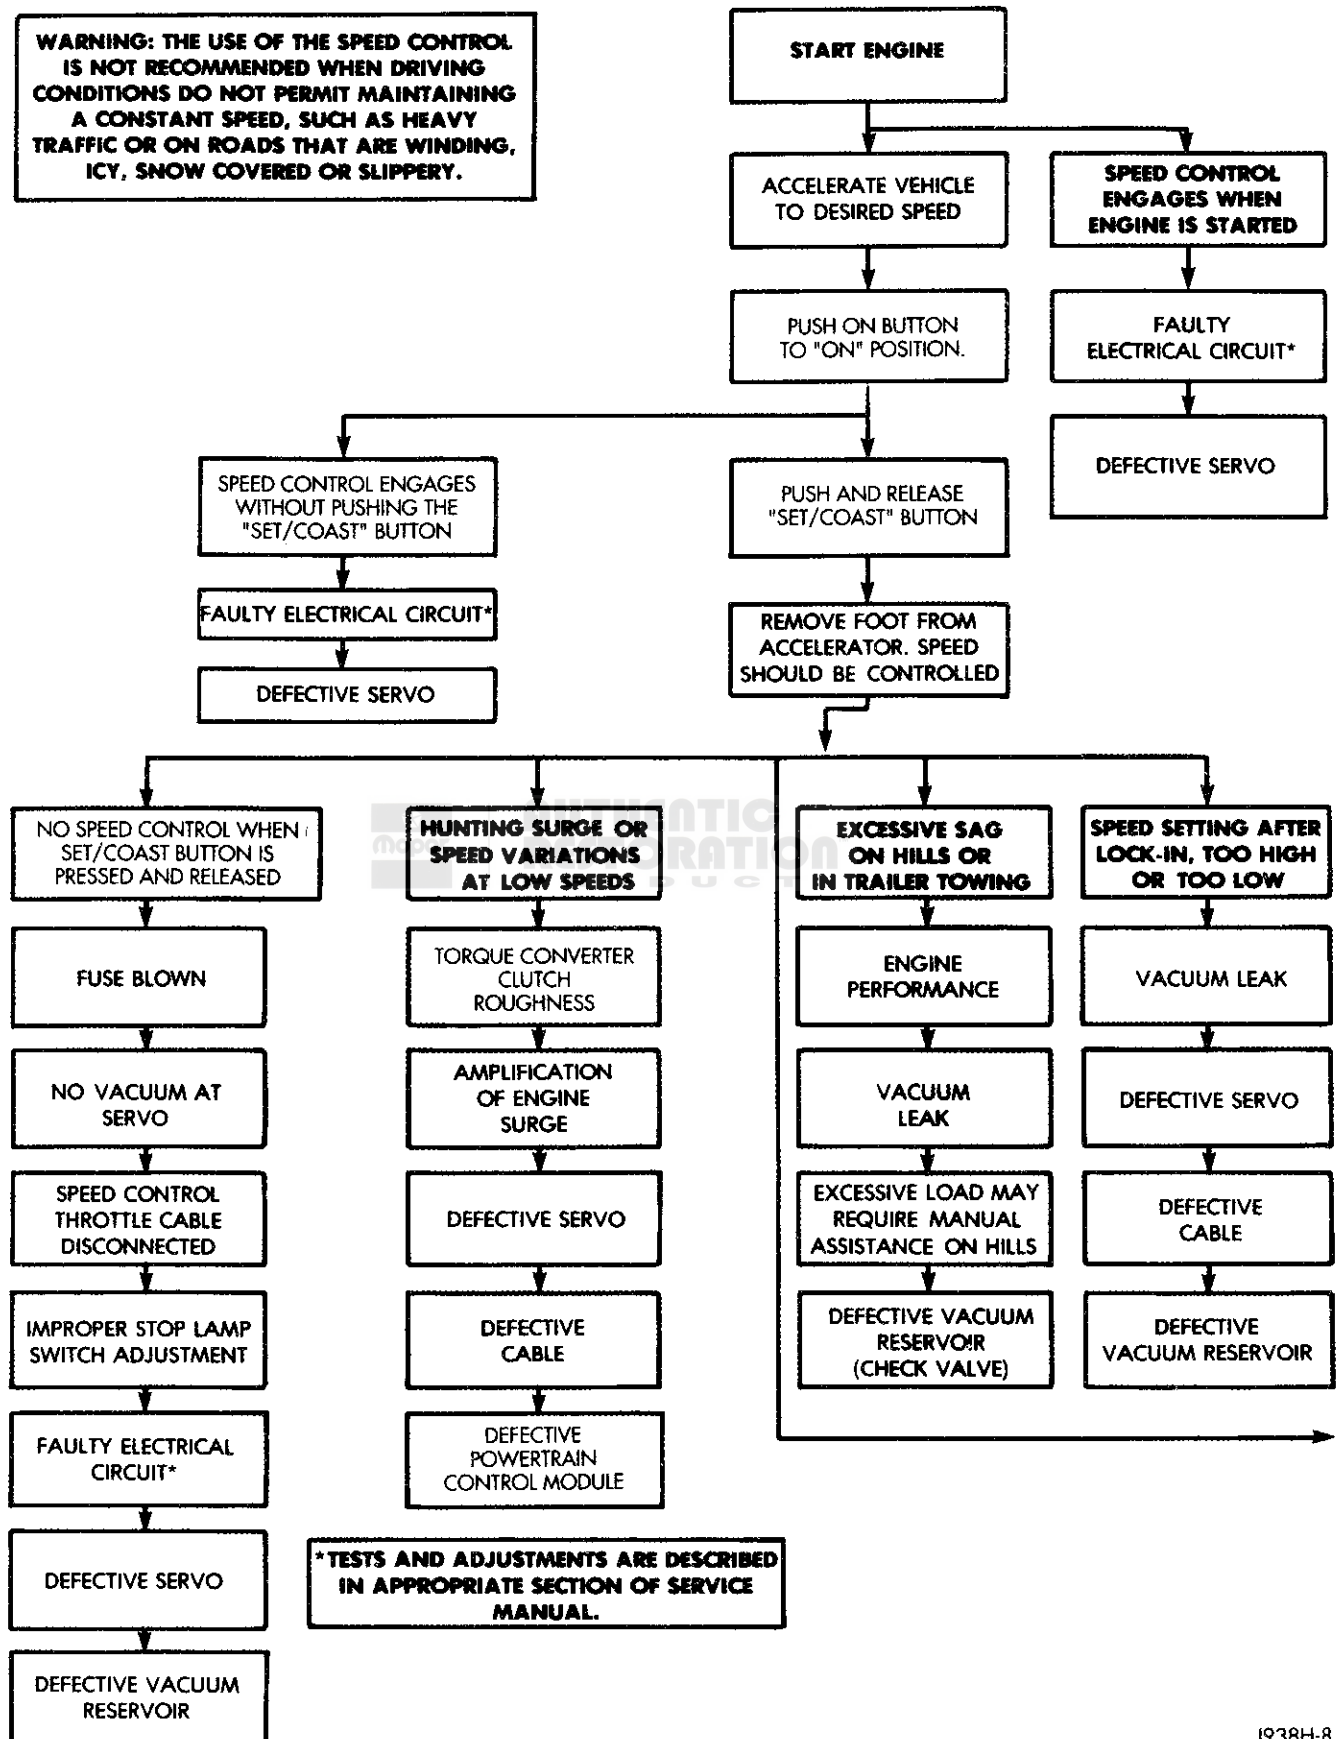 WARNING: THE USE OF THE SPEED CONTROL
IS NOT RECOMMENDED WHEN DRIVING
CONDITIONS DO NOT PERMIT MAINTAINING
A CONSTANT SPEED, SUCH AS HEAVY
TRAFFIC OR ON ROADS THAT ARE WINDING,
ICY, SNOW COVERED OR SLIPPERY.
START ENGINE
ACCELERATE VEHICLE
TO DESIRED SPEED
SPEED CONTROL
ENGAGES WHEN
ENGINE IS STARTED
PUSH ON BUTTON
TO "ON" POSITION.
FAULTY
ELECTRICAL CIRCUIT*
DEFECTIVE SERVO
SPEED CONTROL ENGAGES
WITHOUT PUSHING THE
"SET/COAST" BUTTON
PUSH AND RELEASE
"SET/COAST" BUTTON
FAULTY ELECTRICAL CIRCUIT*
DEFECTIVE SERVO
REMOVE FOOT FROM
ACCELERATOR. SPEED
SHOULD BE CONTROLLED
NO SPEED CONTROL WHEN
SET/COAST BUTTON IS
PRESSED AND RELEASED
FUSE BLOWN
NO VACUUM AT
SERVO
SPEED CONTROL
THROTTLE CABLE
DISCONNECTED
IMPROPER STOP LAMP
SWITCH ADJUSTMENT
FAULTY ELECTRICAL
CIRCUIT*
DEFECTIVE SERVO
DEFECTIVE VACUUM
RESERVOIR
HUNTING SURGE OR
SPEED VARIATIONS
AT LOW SPEEDS
TORQUE CONVERTER
CLUTCH
ROUGHNESS
AMPLIFICATION
OF ENGINE
SURGE
DEFECTIVE SERVO
DEFECTIVE
CABLE
DEFECTIVE
POWERTRAIN
CONTROL MODULE
EXCESSIVE SAG
ON HILLS OR
IN TRAILER TOWING
ENGINE
PERFORMANCE
VACUUM
LEAK
EXCESSIVE LOAD MAY
REQUIRE MANUAL
ASSISTANCE ON HILLS
DEFECTIVE VACUUM
RESERVOIR
(CHECK VALVE)
SPEED SETTING AFTER
LOCK-IN, TOO HIGH
OR TOO LOW
VACUUM LEAK
DEFECTIVE SERVO
DEFECTIVE
CABLE
DEFECTIVE
VACUUM RESERVOIR
*TESTS AND ADJUSTMENTS ARE DESCRIBED
IN APPROPRIATE SECTION OF SERVICE
MANUAL.
J938H-8